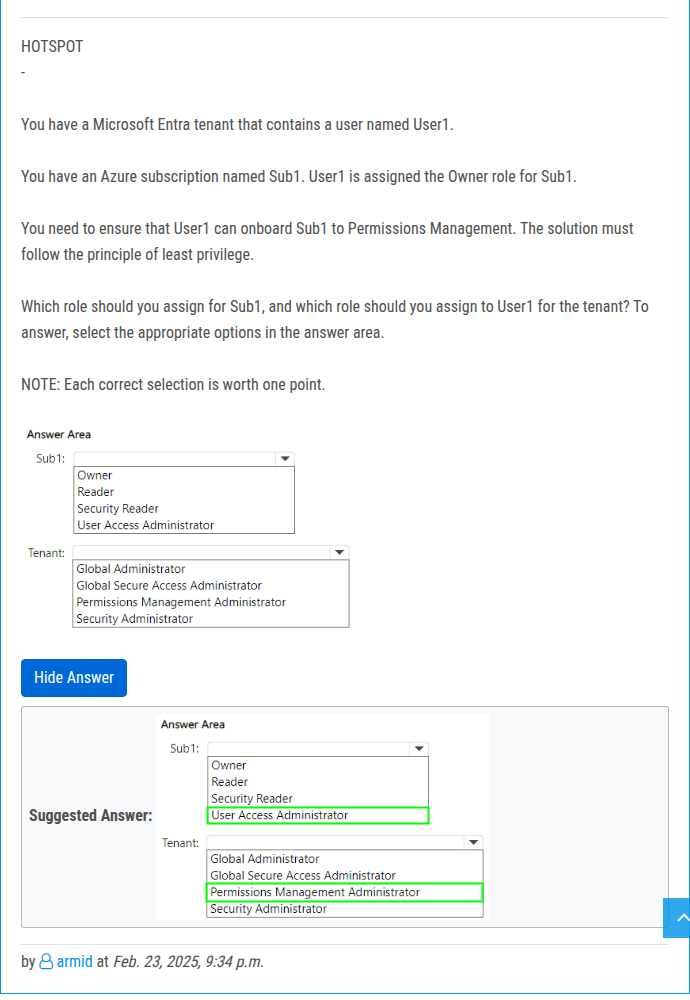 HOTSPOT
-
You have a Microsoft Entra tenant that contains a user named User1.
You have an Azure subscription named Sub1. User1 is assigned the Owner role for Sub1.
You need to ensure that User1 can onboard Sub1 to Permissions Management. The solution must
follow the principle of least privilege.
Which role should you assign for Sub1, and which role should you assign to User1 for the tenant? To
answer, select the appropriate options in the answer area.
NOTE: Each correct selection is worth one point.
Answer Area
Sub1:
Owner
Reader
Security Reader
User Access Administrator
Tenant:
Global Administrator
Global Secure Access Administrator
Permissions Management Administrator
Security Administrator
Hide Answer
Suggested Answer:
Answer Area
Sub1:
Owner
Reader
Security Reader
User Access Administrator
Tenant:
Global Administrator
Global Secure Access Administrator
Permissions Management Administrator
Security Administrator
by armid at Feb. 23, 2025, 9:34 p.m.